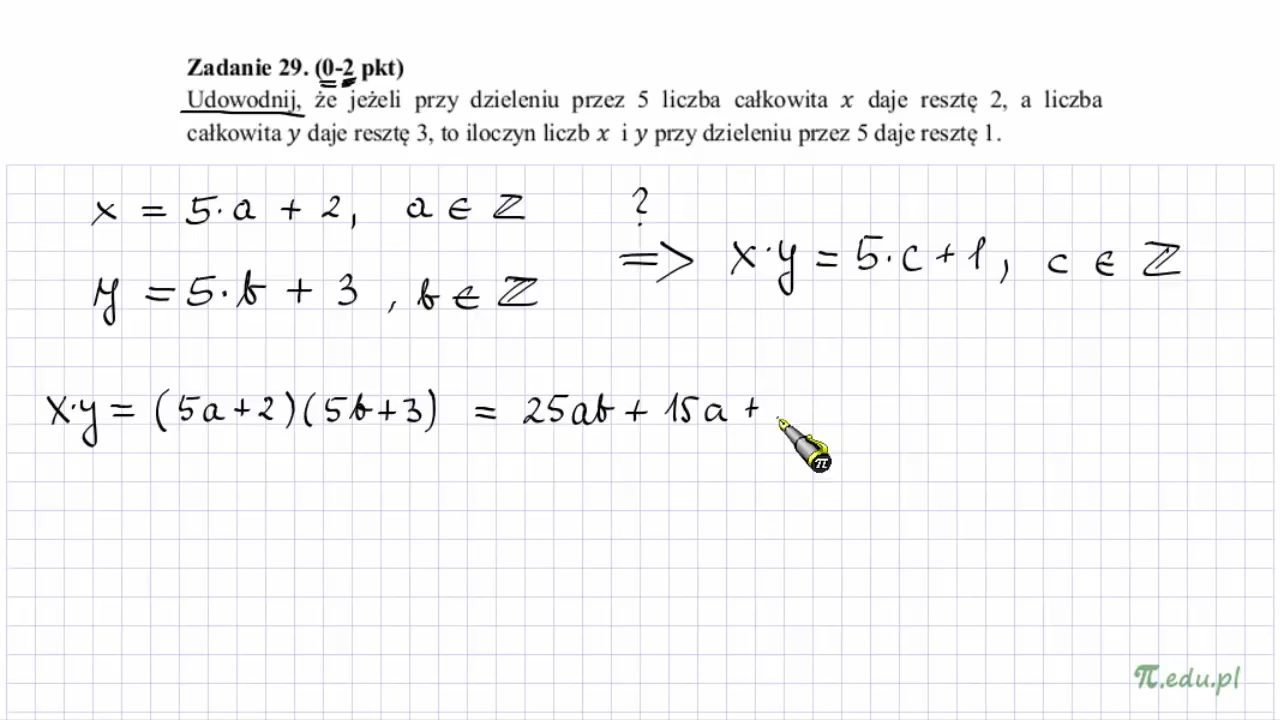 Zadanie 29. (0-2 pkt)
Udowodnij, że jeżeli przy dzieleniu przez 5 liczba całkowita x daje resztę 2, a liczba
całkowita y daje resztę 3, to iloczyn liczb x i y przy dzieleniu przez 5 daje resztę 1.
x = 5·a + 2, a ∈ ℤ
y = 5·b + 3, b ∈ ℤ
?
=> x·y = 5·c + 1, c ∈ ℤ
x·y = (5a+2)(5b+3) = 25ab + 15a +
π
π.edu.pl